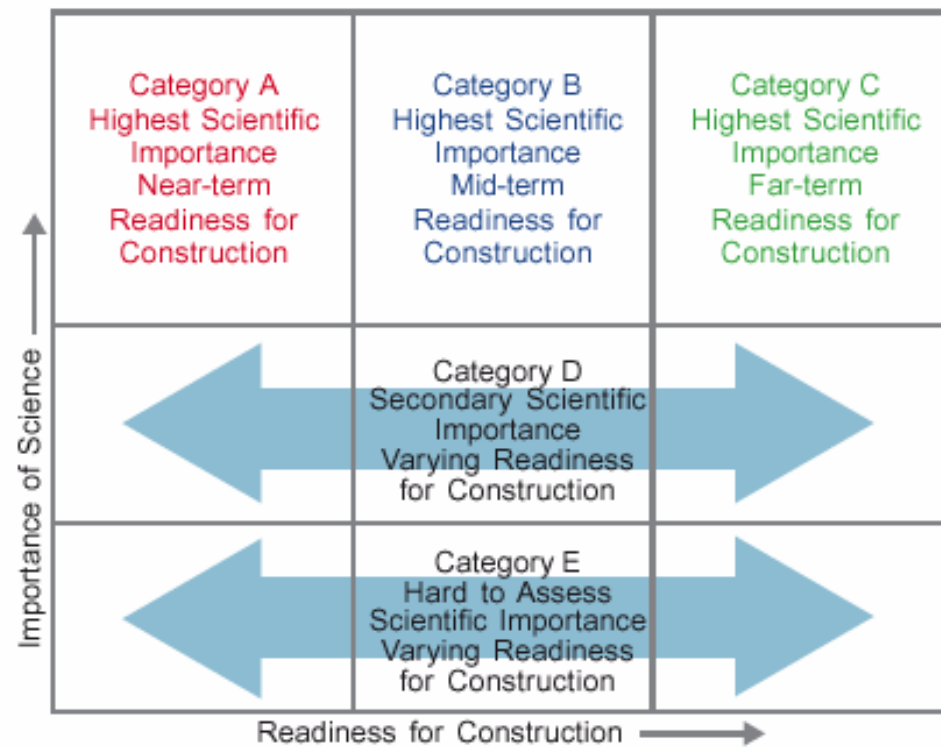 Category A
Highest Scientific
Importance
Near-term
Readiness for
Construction
Category B
Highest Scientific
Importance
Mid-term
Readiness for
Construction
Category C
Highest Scientific
Importance
Far-term
Readiness for
Construction
Category D
Secondary Scientific
Importance
Varying Readiness
for Construction
Category E
Hard to Assess
Scientific Importance
Varying Readiness
for Construction
Importance of Science
Readiness for Construction